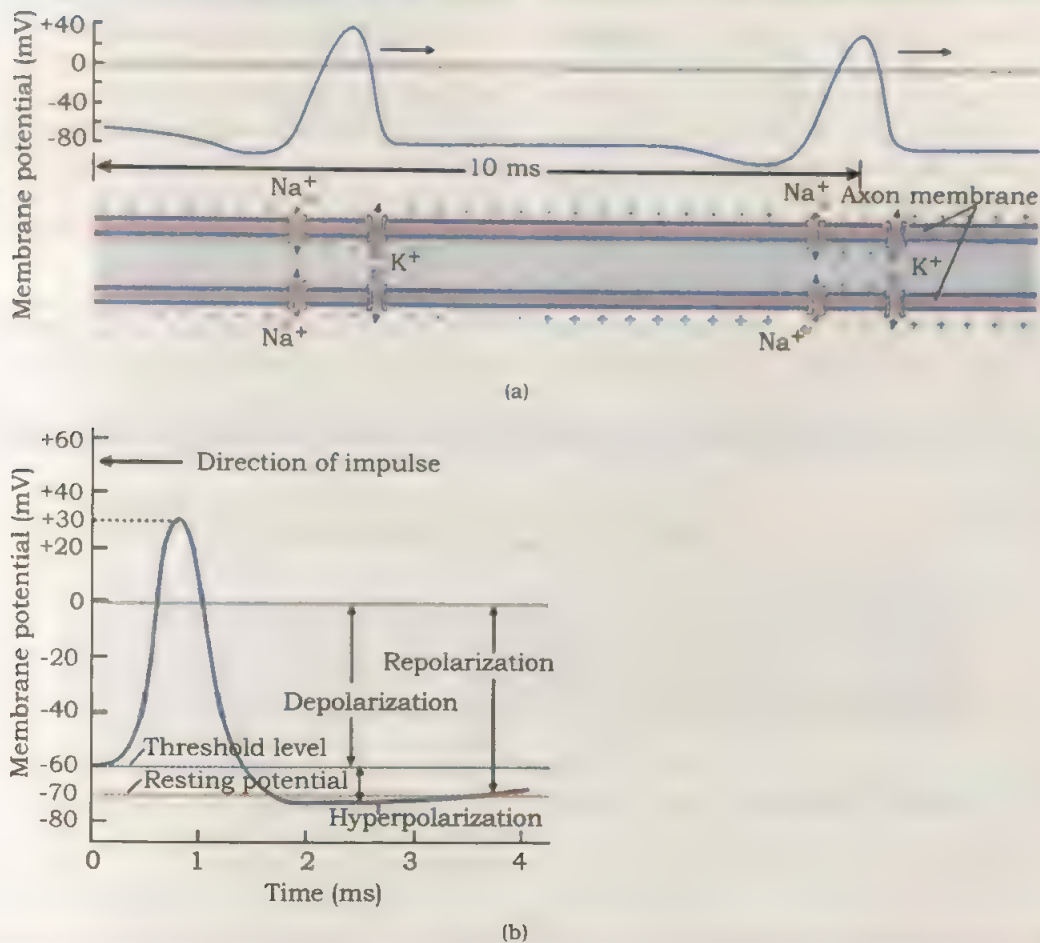 Membrane potential (mV)
+40
0
-40
-80
10 ms
Na+
Na+
Axon membrane
K+
K+
Na+
Na+
(a)
Membrane potential (mV)
+60
Direction of impulse
+40
+30
+20
0
-20
Repolarization
Depolarization
-40
Threshold level
-60
Resting potential
-70
Hyperpolarization
-80
0 1 2 3 4
Time (ms)
(b)